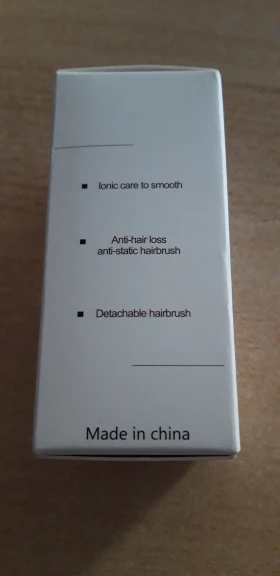 Ionic care to smooth
Anti-hair loss
anti-static hairbrush
Detachable hairbrush
Made in china